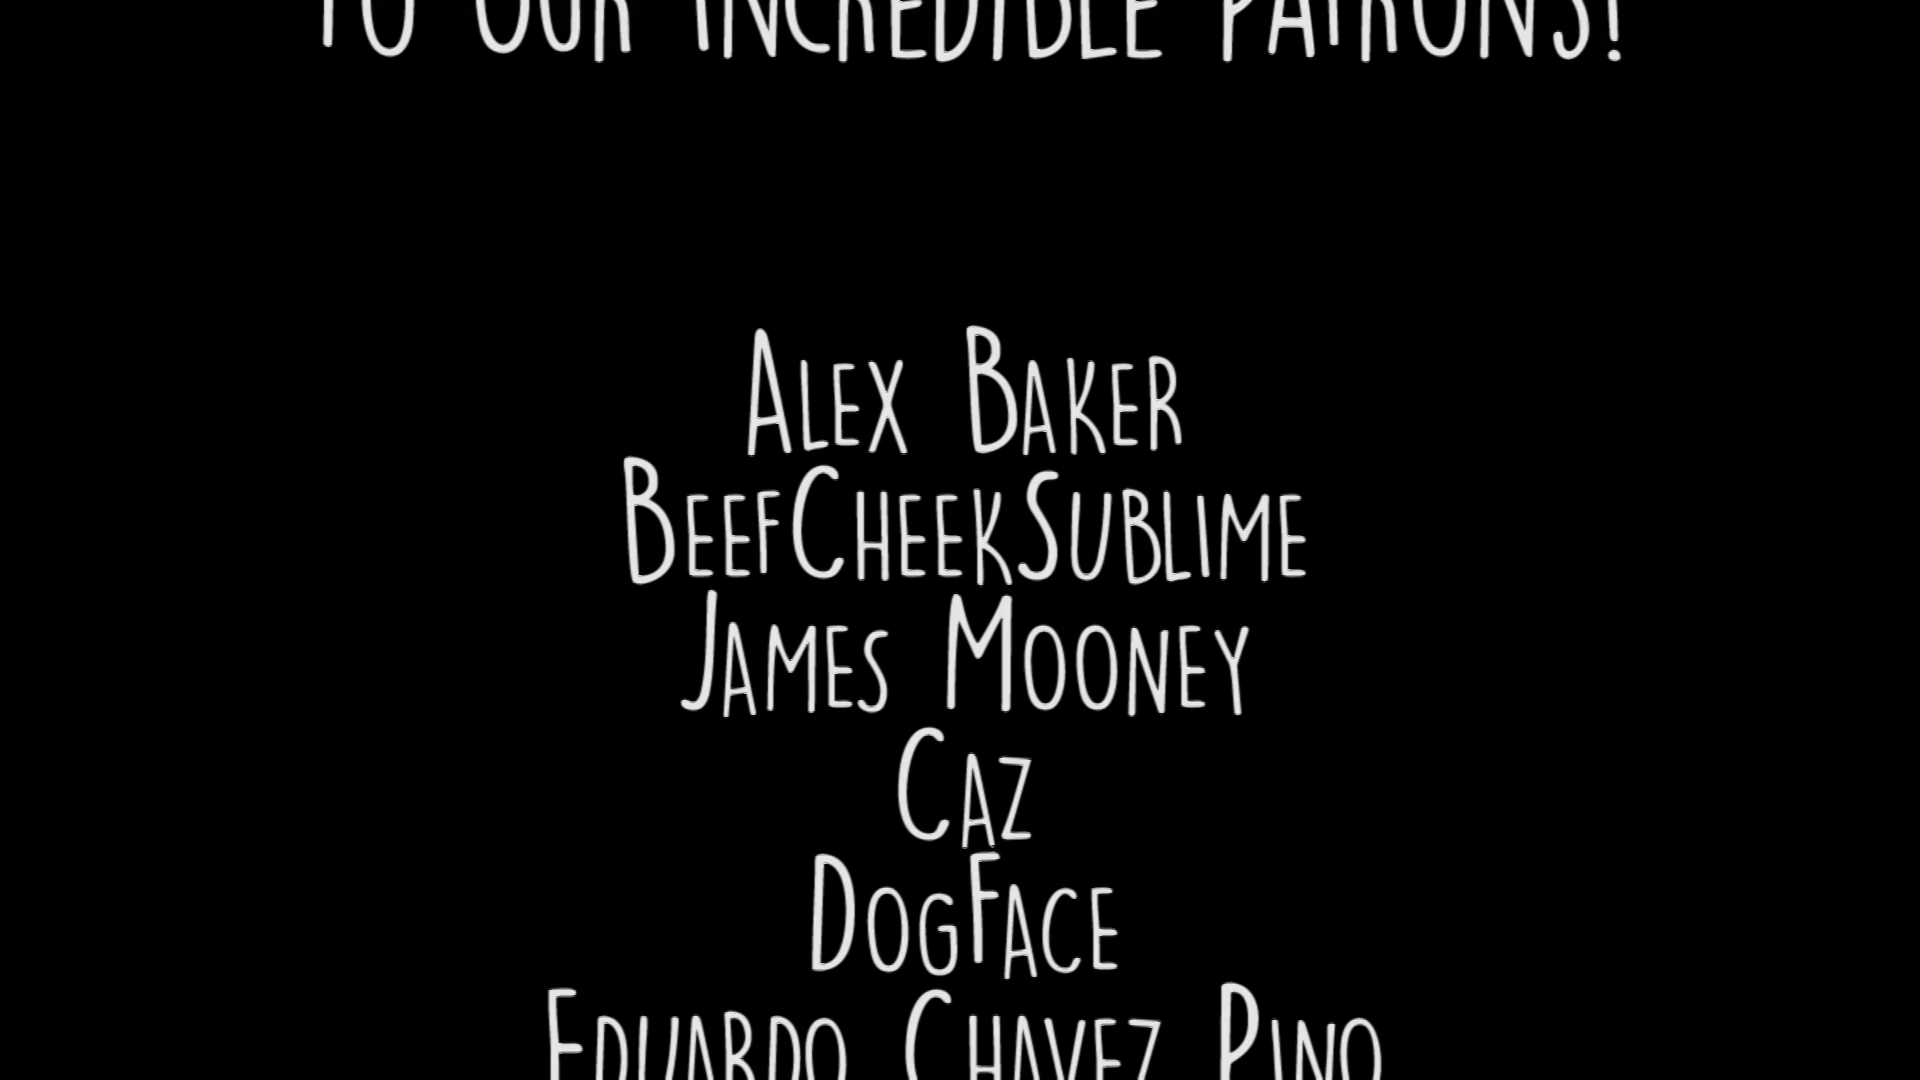 TO OUR INCREDIBLE PATRONS!
ALEX BAKER
BEEFCHEEKSUBLIME
JAMES MOONEY
CAZ
DOGFACE
EDUARDO CHAVEZ PINO